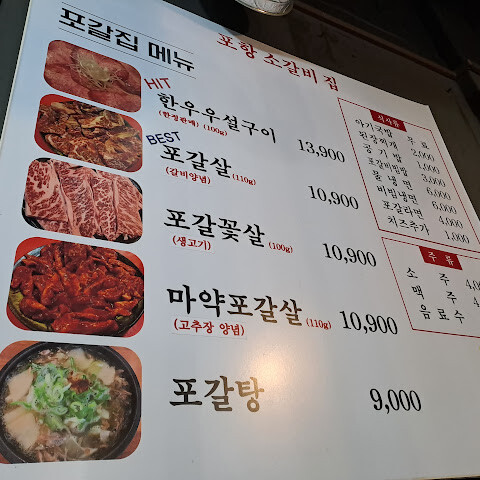 포갈집 메뉴
포항 소갈비 집
HIT
한우우설구이 13,900
(한정판매) (100g)
BEST
포갈살 (110g) 10,900
(갈비양념)
포갈꽃살 (100g) 10,900
(생고기)
마약포갈살 (110g) 10,900
(고추장 양념)
포갈탕 9,000
식사류
아기국밥 무료
된장찌개 2,000
공기밥 1,000
포갈비빔밥 3,000
물냉면 6,000
비빔냉면 6,000
포갈라면 4,000
치즈추가 1,000
주류
소주
맥주
음료수